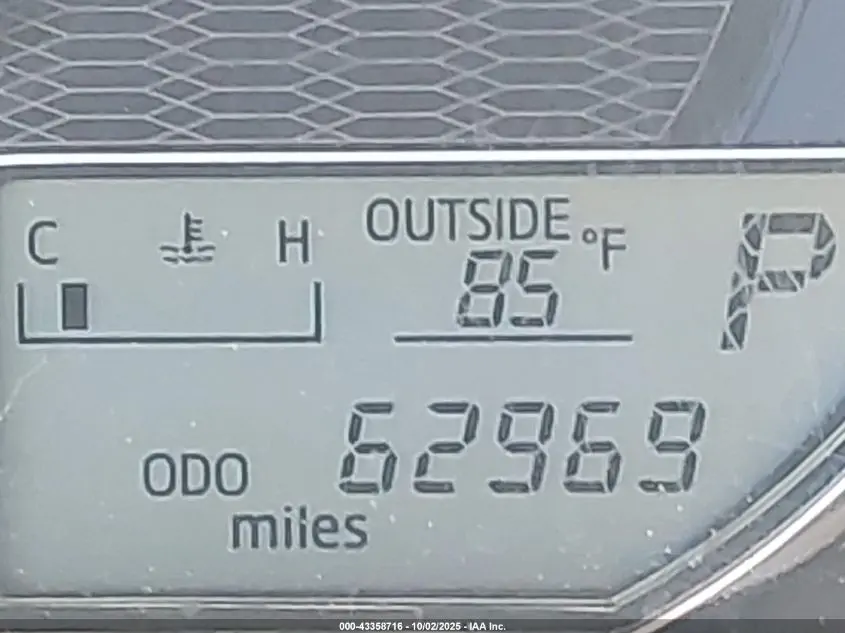 C H
OUTSIDE °F
85
P
ODO 62969
miles
000-43358716 - 10/02/2025 - IAA Inc.